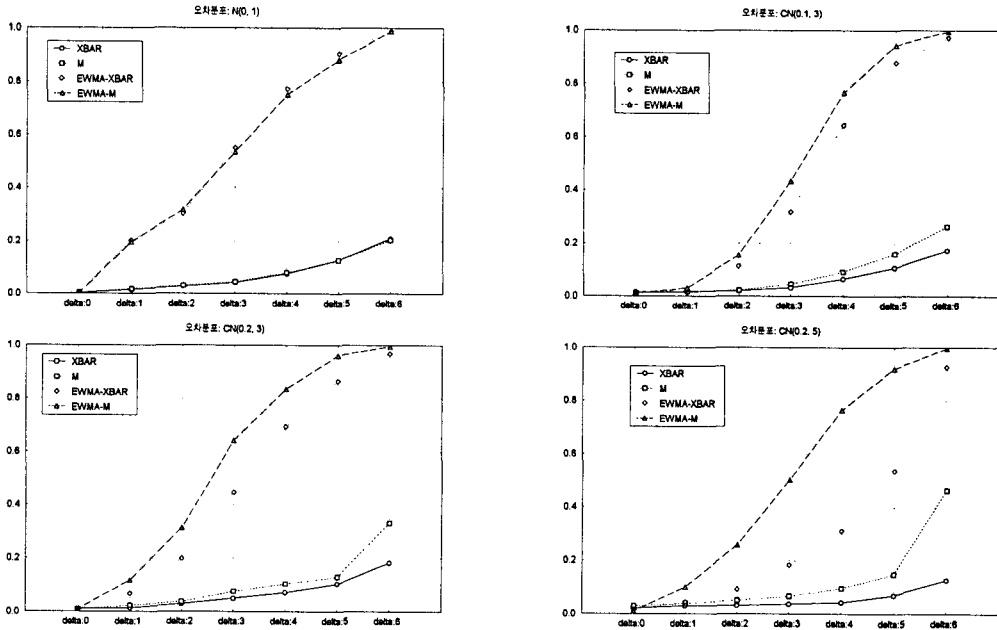 오차분포: N(0, 1)
1.0
0.8
0.6
0.4
0.2
0.0
XBAR
M
EWMA-XBAR
EWMA-M
delta:0 delta:1 delta:2 delta:3 delta:4 delta:5 delta:6
오차분포: CN(0.1, 3)
1.0
0.8
0.6
0.4
0.2
0.0
XBAR
M
EWMA-XBAR
EWMA-M
delta:0 delta:1 delta:2 delta:3 delta:4 delta:5 delta:6
오차분포: CN(0.2, 3)
1.0
0.8
0.6
0.4
0.2
0.0
XBAR
M
EWMA-XBAR
EWMA-M
delta:0 delta:1 delta:2 delta:3 delta:4 delta:5 delta:6
오차분포: CN(0.2, 5)
1.0
0.8
0.6
0.4
0.2
0.0
XBAR
M
EWMA-XBAR
EWMA-M
delta:0 delta:1 delta:2 delta:3 delta:4 delta:5 delta:6